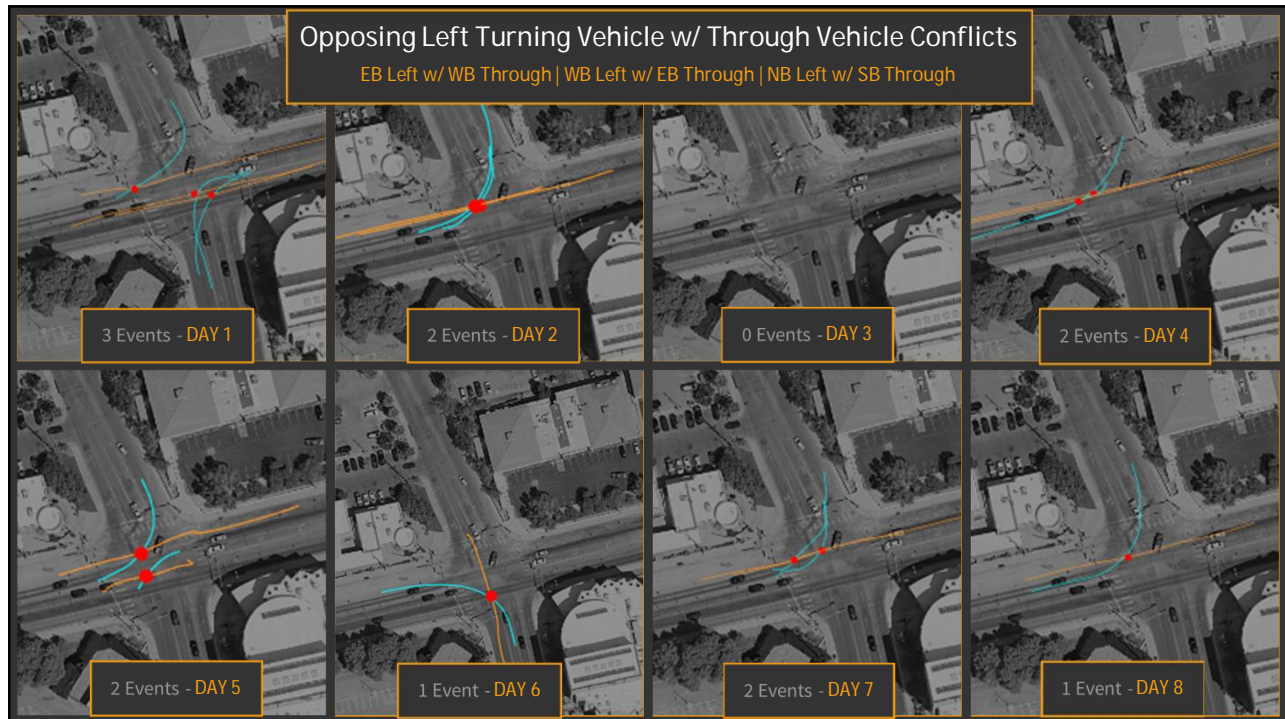 Opposing Left Turning Vehicle w/ Through Vehicle Conflicts
EB Left w/ WB Through | WB Left w/ EB Through | NB Left w/ SB Through
3 Events - DAY 1
2 Events - DAY 2
0 Events - DAY 3
2 Events - DAY 4
2 Events - DAY 5
1 Event - DAY 6
2 Events - DAY 7
1 Event - DAY 8